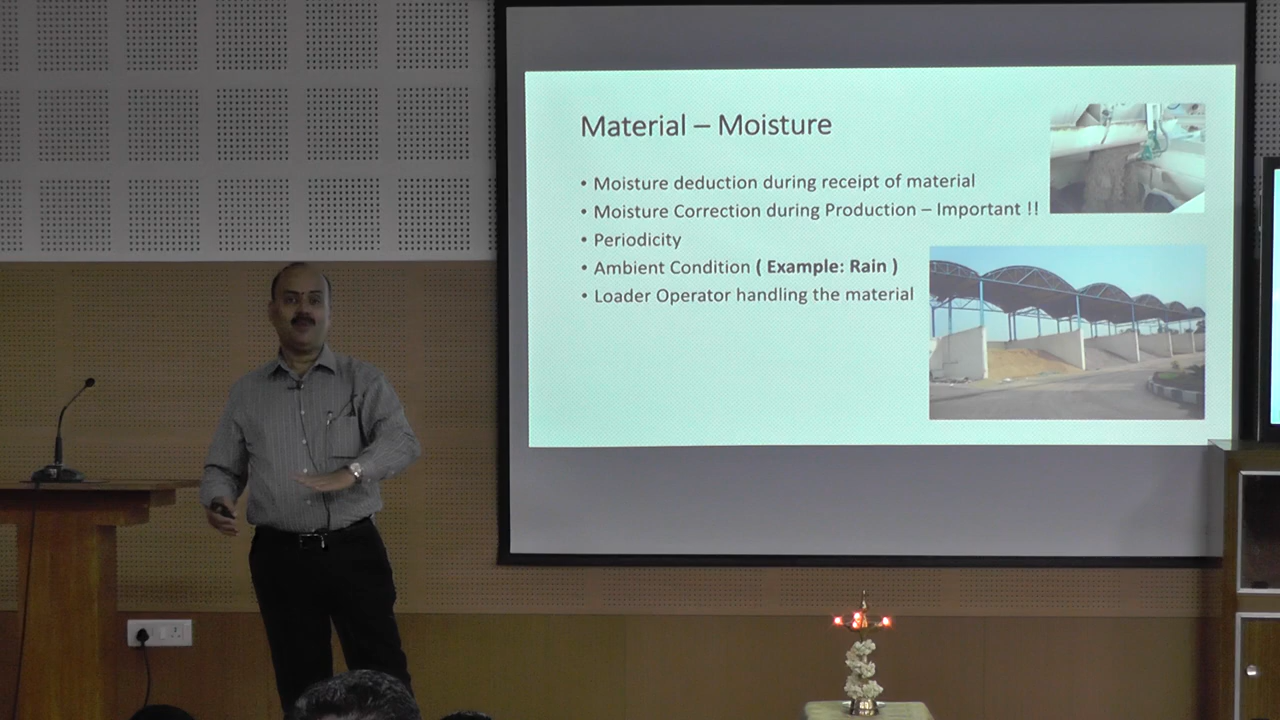 Material – Moisture
• Moisture deduction during receipt of material
• Moisture Correction during Production – Important !!
• Periodicity
• Ambient Condition ( Example: Rain )
• Loader Operator handling the material